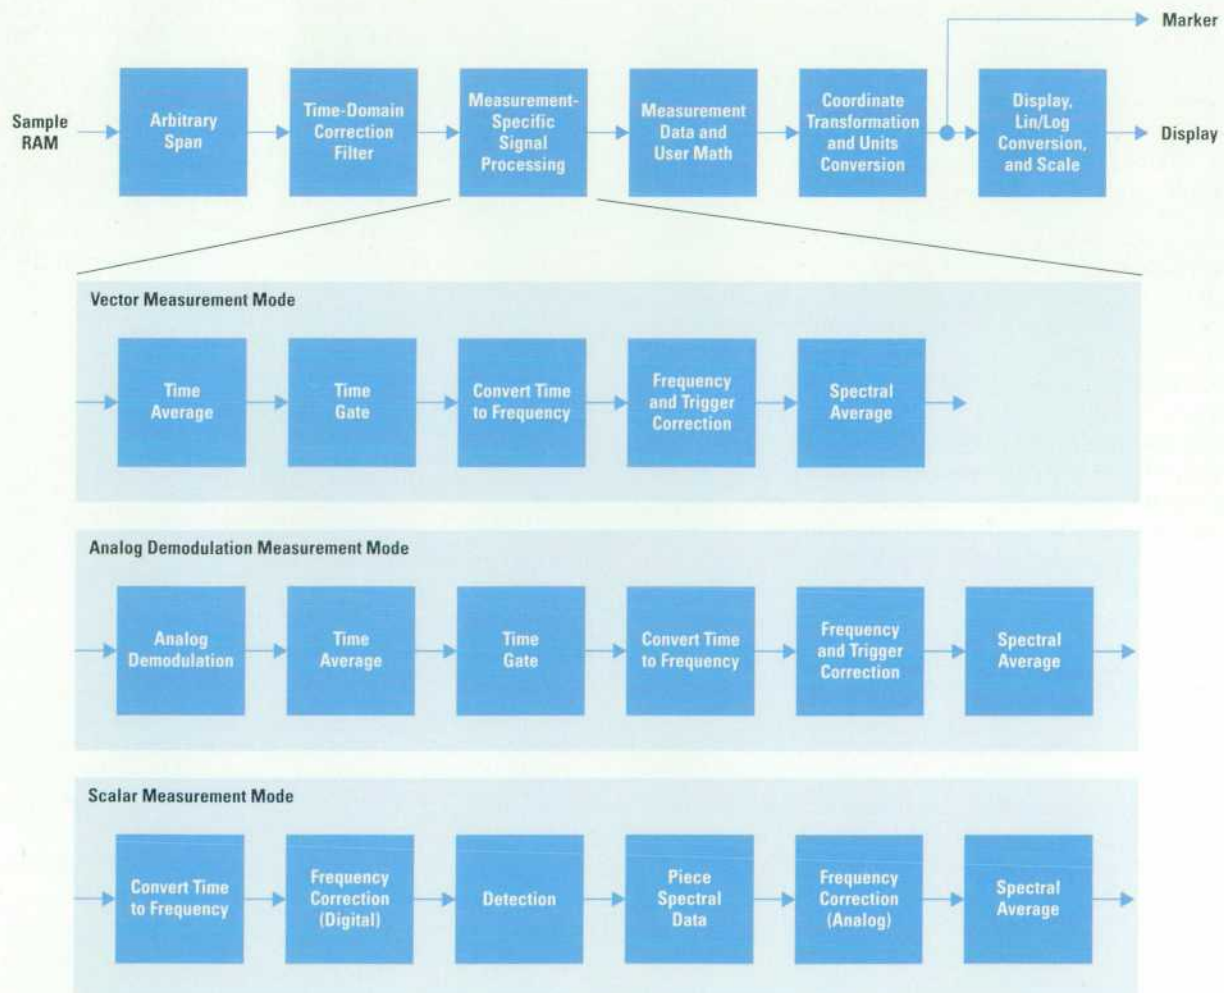 Marker
Sample
RAM
Arbitrary
Span
Time-Domain
Correction
Filter
Measurement-
Specific
Signal
Processing
Measurement
Data and
User Math
Coordinate
Transformation
and Units
Conversion
Display,
Lin/Log
Conversion,
and Scale
Display
Vector Measurement Mode
Time
Average
Time
Gate
Convert Time
to Frequency
Frequency
and Trigger
Correction
Spectral
Average
Analog Demodulation Measurement Mode
Analog
Demodulation
Time
Average
Time
Gate
Convert Time
to Frequency
Frequency
and Trigger
Correction
Spectral
Average
Scalar Measurement Mode
Convert Time
to Frequency
Frequency
Correction
(Digital)
Detection
Piece
Spectral
Data
Frequency
Correction
(Analog)
Spectral
Average